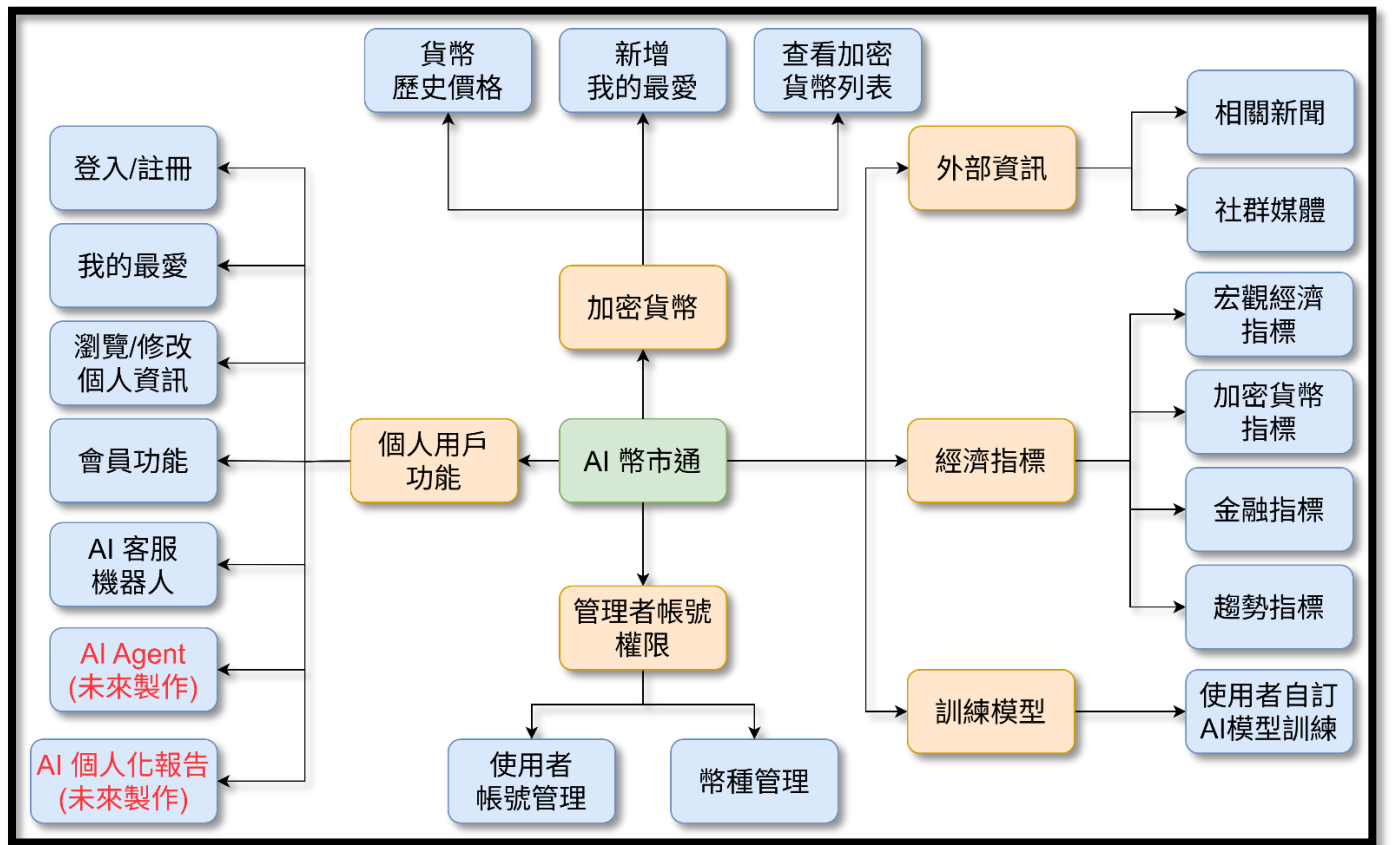 貨幣
歷史價格
新增
我的最愛
查看加密
貨幣列表
登入/註冊
我的最愛
瀏覽/修改
個人資訊
會員功能
AI 客服
機器人
AI Agent
(未來製作)
AI 個人化報告
(未來製作)
個人用戶
功能
加密貨幣
AI 幣市通
管理者帳號
權限
使用者
帳號管理
幣種管理
外部資訊
相關新聞
社群媒體
經濟指標
宏觀經濟
指標
加密貨幣
指標
金融指標
趨勢指標
訓練模型
使用者自訂
AI模型訓練